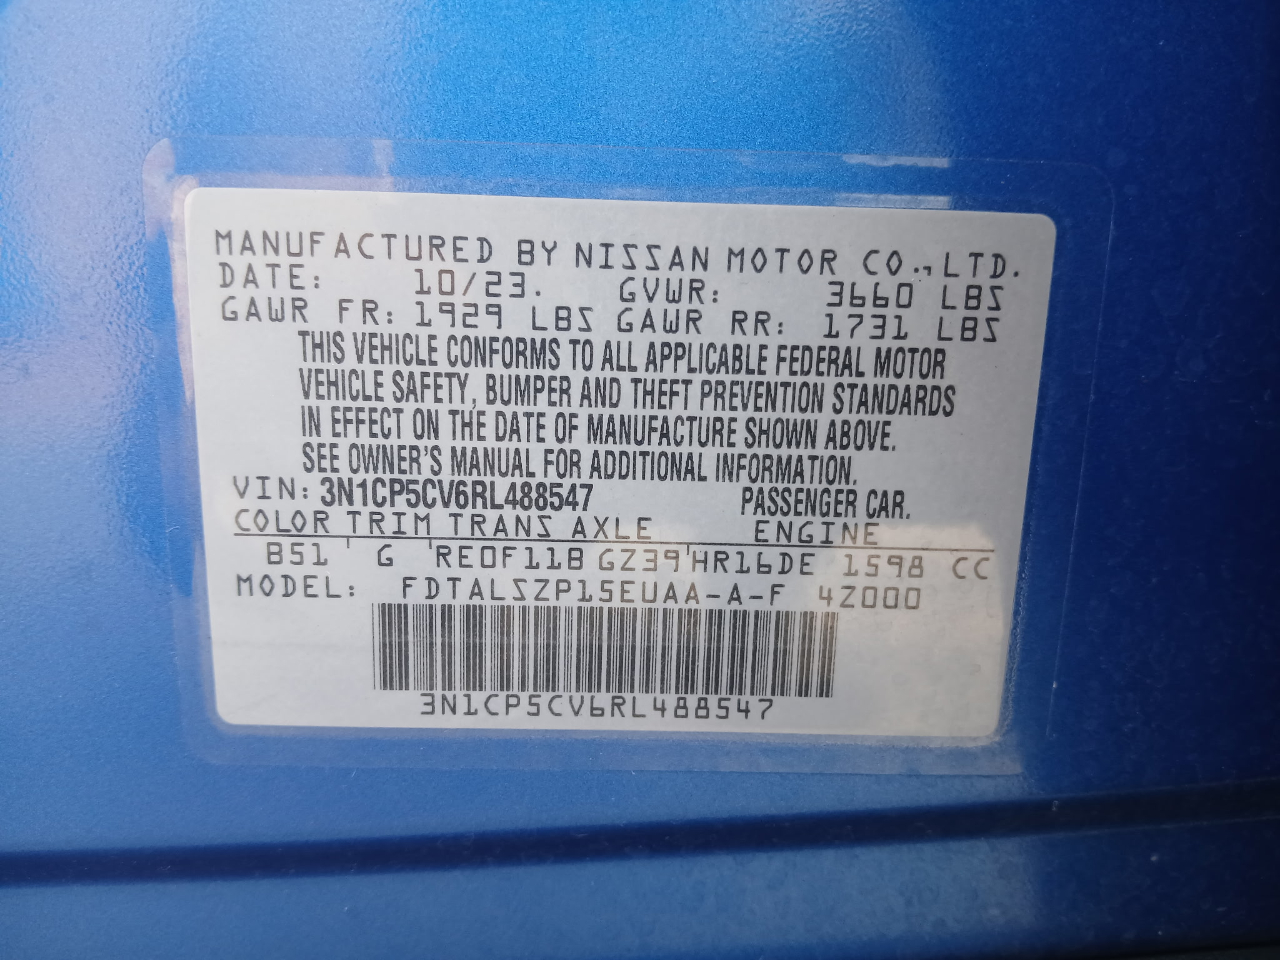 MANUFACTURED BY NISSAN MOTOR CO., LTD.
DATE: 10/23. GVWR: 3660 LBS
GAWR FR: 1929 LBS GAWR RR: 1731 LBS
THIS VEHICLE CONFORMS TO ALL APPLICABLE FEDERAL MOTOR
VEHICLE SAFETY, BUMPER AND THEFT PREVENTION STANDARDS
IN EFFECT ON THE DATE OF MANUFACTURE SHOWN ABOVE.
SEE OWNER'S MANUAL FOR ADDITIONAL INFORMATION.
VIN: 3N1CP5CV6RL488547 PASSENGER CAR.
COLOR TRIM TRANS AXLE ENGINE
B51 ' G 'RE0F11B GZ39'HR16DE 1598 CC
MODEL: FDTALSZP15EUAA-A-F 4Z000
3N1CP5CV6RL488547